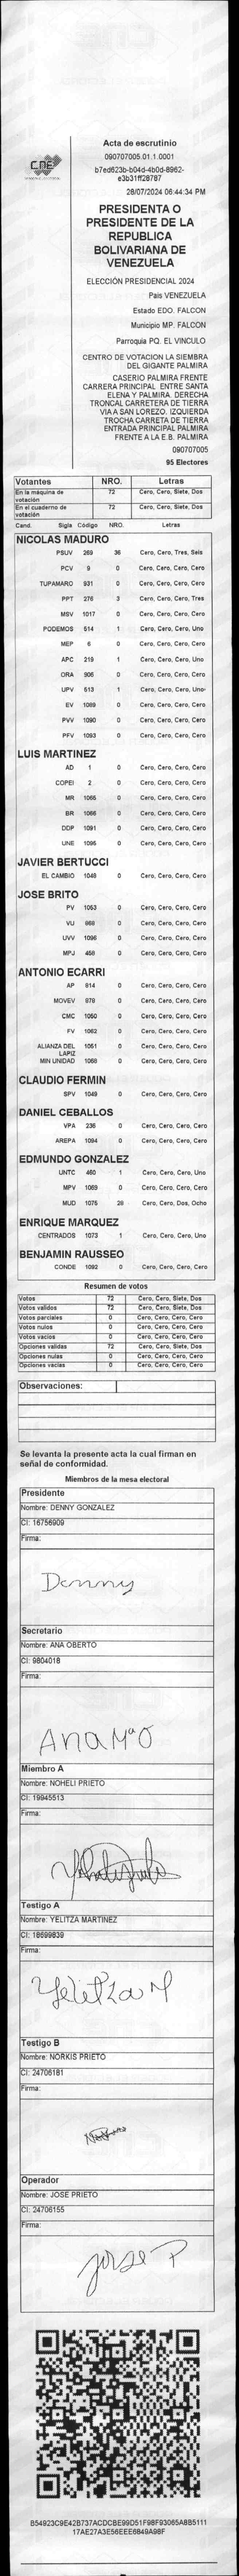 CNE
Acta de escrutinio
090707005.01.1.0001
b7ed623b-b04d-4b0d-8962-
e3b31ff28787
28/07/2024 06:44:34 PM
PRESIDENTA O
PRESIDENTE DE LA
REPUBLICA
BOLIVARIANA DE
VENEZUELA
ELECCIÓN PRESIDENCIAL 2024
Pais VENEZUELA
Estado EDO. FALCON
Municipio MP. FALCON
Parroquia PQ. EL VINCULO
CENTRO DE VOTACION LA SIEMBRA
DEL GIGANTE PALMIRA
CASERIO PALMIRA FRENTE
CARRERA PRINCIPAL ENTRE SANTA
ELENA Y PALMIRA. DERECHA
TRONCAL CARRETERA DE TIERRA
VIA A SAN LOREZO. IZQUIERDA
TROCHA CARRETA DE TIERRA
ENTRADA PRINCIPAL PALMIRA
FRENTE A LA E.B. PALMIRA
090707005
95 Electores
Votantes NRO. Letras
En la máquina de votación 72 Cero, Cero, Siete, Dos
En el cuaderno de votación 72 Cero, Cero, Siete, Dos
Cand. Sigla Código NRO. Letras
NICOLAS MADURO
PSUV 269 36 Cero, Cero, Tres, Seis
PCV 9 0 Cero, Cero, Cero, Cero
TUPAMARO 931 0 Cero, Cero, Cero, Cero
PPT 276 3 Cero, Cero, Cero, Tres
MSV 1017 0 Cero, Cero, Cero, Cero
PODEMOS 514 1 Cero, Cero, Cero, Uno
MEP 6 0 Cero, Cero, Cero, Cero
APC 219 1 Cero, Cero, Cero, Uno
ORA 906 0 Cero, Cero, Cero, Cero
UPV 513 1 Cero, Cero, Cero, Uno
EV 1089 0 Cero, Cero, Cero, Cero
PVV 1090 0 Cero, Cero, Cero, Cero
PFV 1093 0 Cero, Cero, Cero, Cero
LUIS MARTINEZ
AD 1 0 Cero, Cero, Cero, Cero
COPEI 2 0 Cero, Cero, Cero, Cero
MR 1065 0 Cero, Cero, Cero, Cero
BR 1066 0 Cero, Cero, Cero, Cero
DDP 1091 0 Cero, Cero, Cero, Cero
UNE 1095 0 Cero, Cero, Cero, Cero
JAVIER BERTUCCI
EL CAMBIO 1048 0 Cero, Cero, Cero, Cero
JOSE BRITO
PV 1053 0 Cero, Cero, Cero, Cero
VU 868 0 Cero, Cero, Cero, Cero
UVV 1096 0 Cero, Cero, Cero, Cero
MPJ 458 0 Cero, Cero, Cero, Cero
ANTONIO ECARRI
AP 814 0 Cero, Cero, Cero, Cero
MOVEV 979 0 Cero, Cero, Cero, Cero
CMC 1050 0 Cero, Cero, Cero, Cero
FV 1062 0 Cero, Cero, Cero, Cero
ALIANZA DEL LAPIZ 1051 0 Cero, Cero, Cero, Cero
MIN UNIDAD 1058 0 Cero, Cero, Cero, Cero
CLAUDIO FERMIN
SPV 1049 0 Cero, Cero, Cero, Cero
DANIEL CEBALLOS
VPA 236 0 Cero, Cero, Cero, Cero
AREPA 1094 0 Cero, Cero, Cero, Cero
EDMUNDO GONZALEZ
UNTC 460 1 Cero, Cero, Cero, Uno
MPV 1069 0 Cero, Cero, Cero, Cero
MUD 1075 28 Cero, Cero, Dos, Ocho
ENRIQUE MARQUEZ
CENTRADOS 1073 1 Cero, Cero, Cero, Uno
BENJAMIN RAUSSEO
CONDE 1092 0 Cero, Cero, Cero, Cero
Resumen de votos
Votos 72 Cero, Cero, Siete, Dos
Votos validos 72 Cero, Cero, Siete, Dos
Votos parciales 0 Cero, Cero, Cero, Cero
Votos nulos 0 Cero, Cero, Cero, Cero
Votos vacios 0 Cero, Cero, Cero, Cero
Opciones validas 72 Cero, Cero, Siete, Dos
Opciones nulas 0 Cero, Cero, Cero, Cero
Opciones vacias 0 Cero, Cero, Cero, Cero
Observaciones:
Se levanta la presente acta la cual firman en
señal de conformidad.
Miembros de la mesa electoral
Presidente
Nombre: DENNY GONZALEZ
CI: 16756909
Firma:
Denny
Secretario
Nombre: ANA OBERTO
CI: 9804018
Firma:
Ana Mª O
Miembro A
Nombre: NOHELI PRIETO
CI: 19945513
Firma:
Testigo A
Nombre: YELITZA MARTINEZ
CI: 18699839
Firma:
Yelitza M
Testigo B
Nombre: NORKIS PRIETO
CI: 24706181
Firma:
Operador
Nombre: JOSE PRIETO
CI: 24706155
Firma:
jose P
B54923C9E42B737ACDCBE99D51F98F93065A8B5111
17AE27A3E56EEE6849A98F